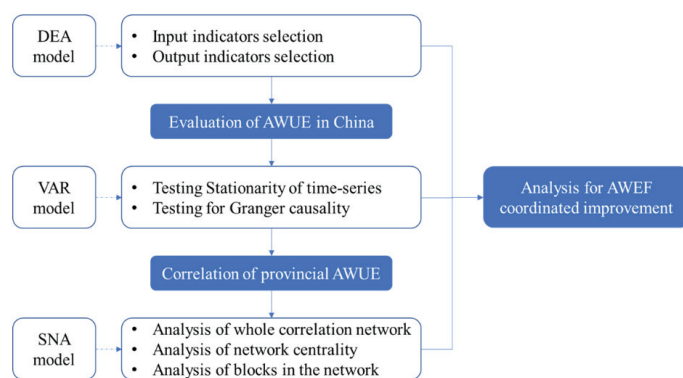 DEA
model
• Input indicators selection
• Output indicators selection
Evaluation of AWUE in China
VAR
model
• Testing Stationarity of time-series
• Testing for Granger causality
Analysis for AWEF
coordinated improvement
Correlation of provincial AWUE
SNA
model
• Analysis of whole correlation network
• Analysis of network centrality
• Analysis of blocks in the network